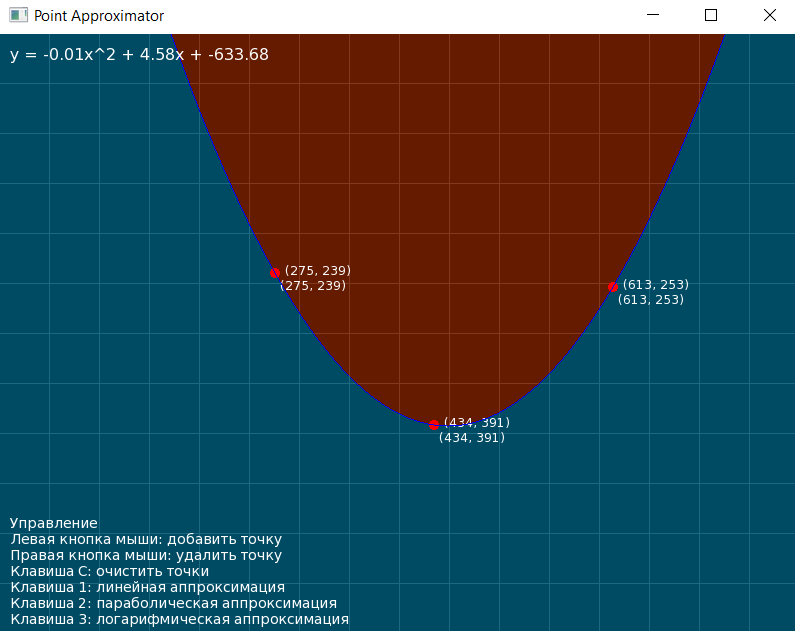 Point Approximator
y = -0.01x^2 + 4.58x + -633.68
(275, 239)
(275, 239)
(613, 253)
(613, 253)
(434, 391)
(434, 391)
Управление
Левая кнопка мыши: добавить точку
Правая кнопка мыши: удалить точку
Клавиша C: очистить точки
Клавиша 1: линейная аппроксимация
Клавиша 2: параболическая аппроксимация
Клавиша 3: логарифмическая аппроксимация